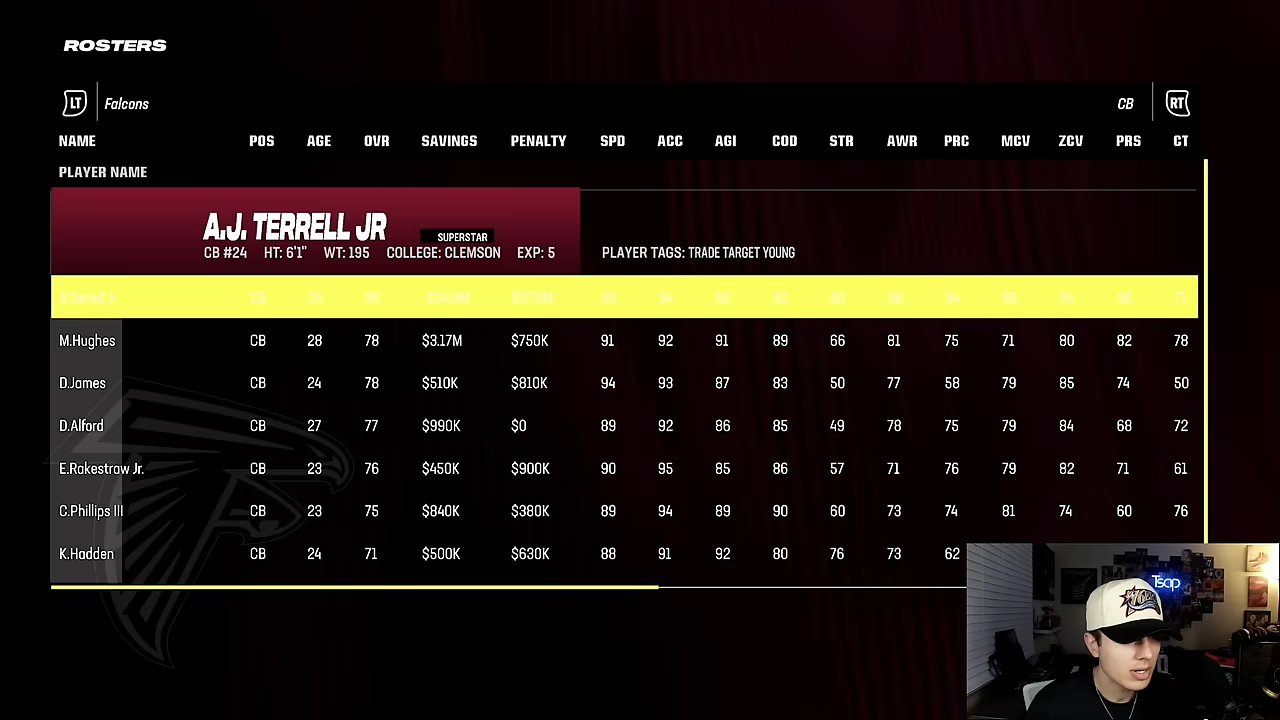 ROSTERS
LT Falcons CB RT
NAME POS AGE OVR SAVINGS PENALTY SPD ACC AGI COD STR AWR PRC MCV ZCV PRS CT
PLAYER NAME
A.J. TERRELL JR SUPERSTAR
CB #24 HT: 6'1" WT: 195 COLLEGE: CLEMSON EXP: 5 PLAYER TAGS: TRADE TARGET YOUNG
M.Hughes CB 28 78 $3.17M $750K 91 92 91 89 66 81 75 71 80 82 78
D.James CB 24 78 $510K $810K 94 93 87 83 50 77 58 79 85 74 50
D.Alford CB 27 77 $990K $0 89 92 86 85 49 78 75 79 84 68 72
E.Rakestraw Jr. CB 23 76 $450K $900K 90 95 85 86 57 71 76 79 82 71 61
C.Phillips III CB 23 75 $840K $380K 89 94 89 90 60 73 74 81 74 60 76
K.Hadden CB 24 71 $500K $630K 88 91 92 80 76 73 62
Tsap
76